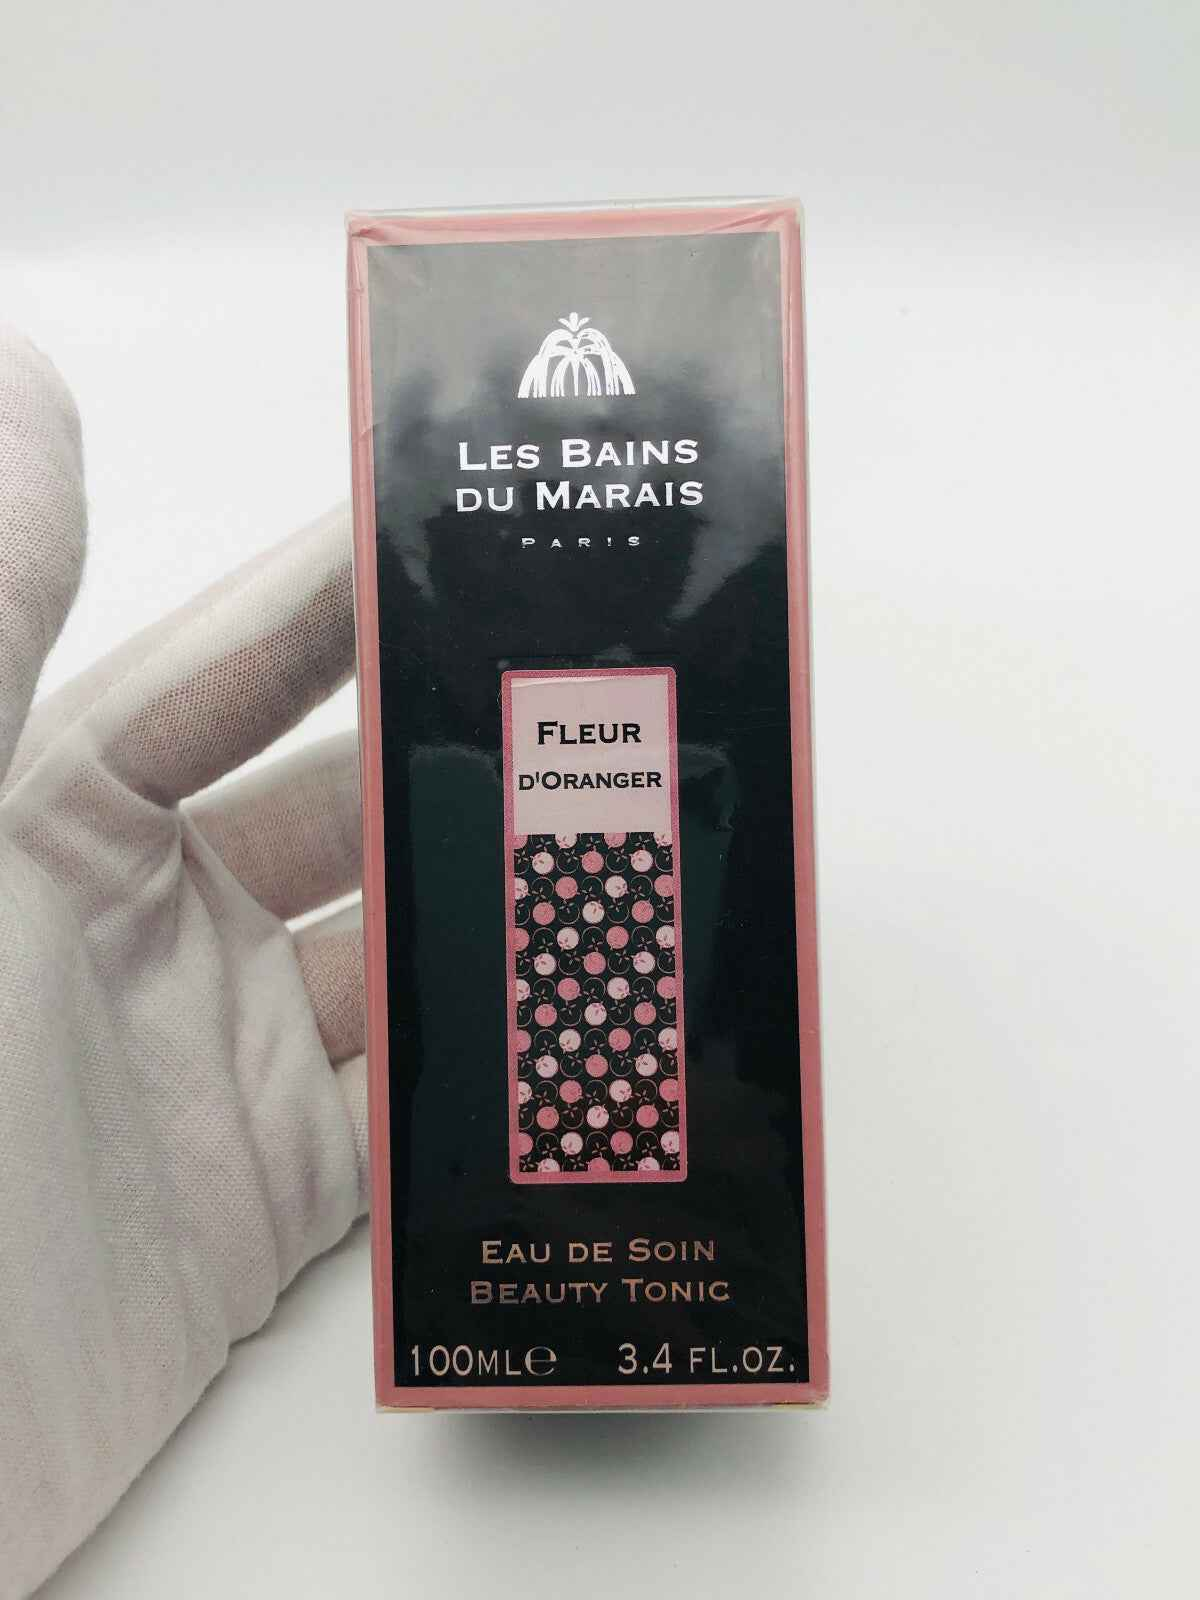 LES BAINS
DU MARAIS
PARIS
FLEUR
D'ORANGER
EAU DE SOIN
BEAUTY TONIC
100ML℮ 3.4 FL.OZ.